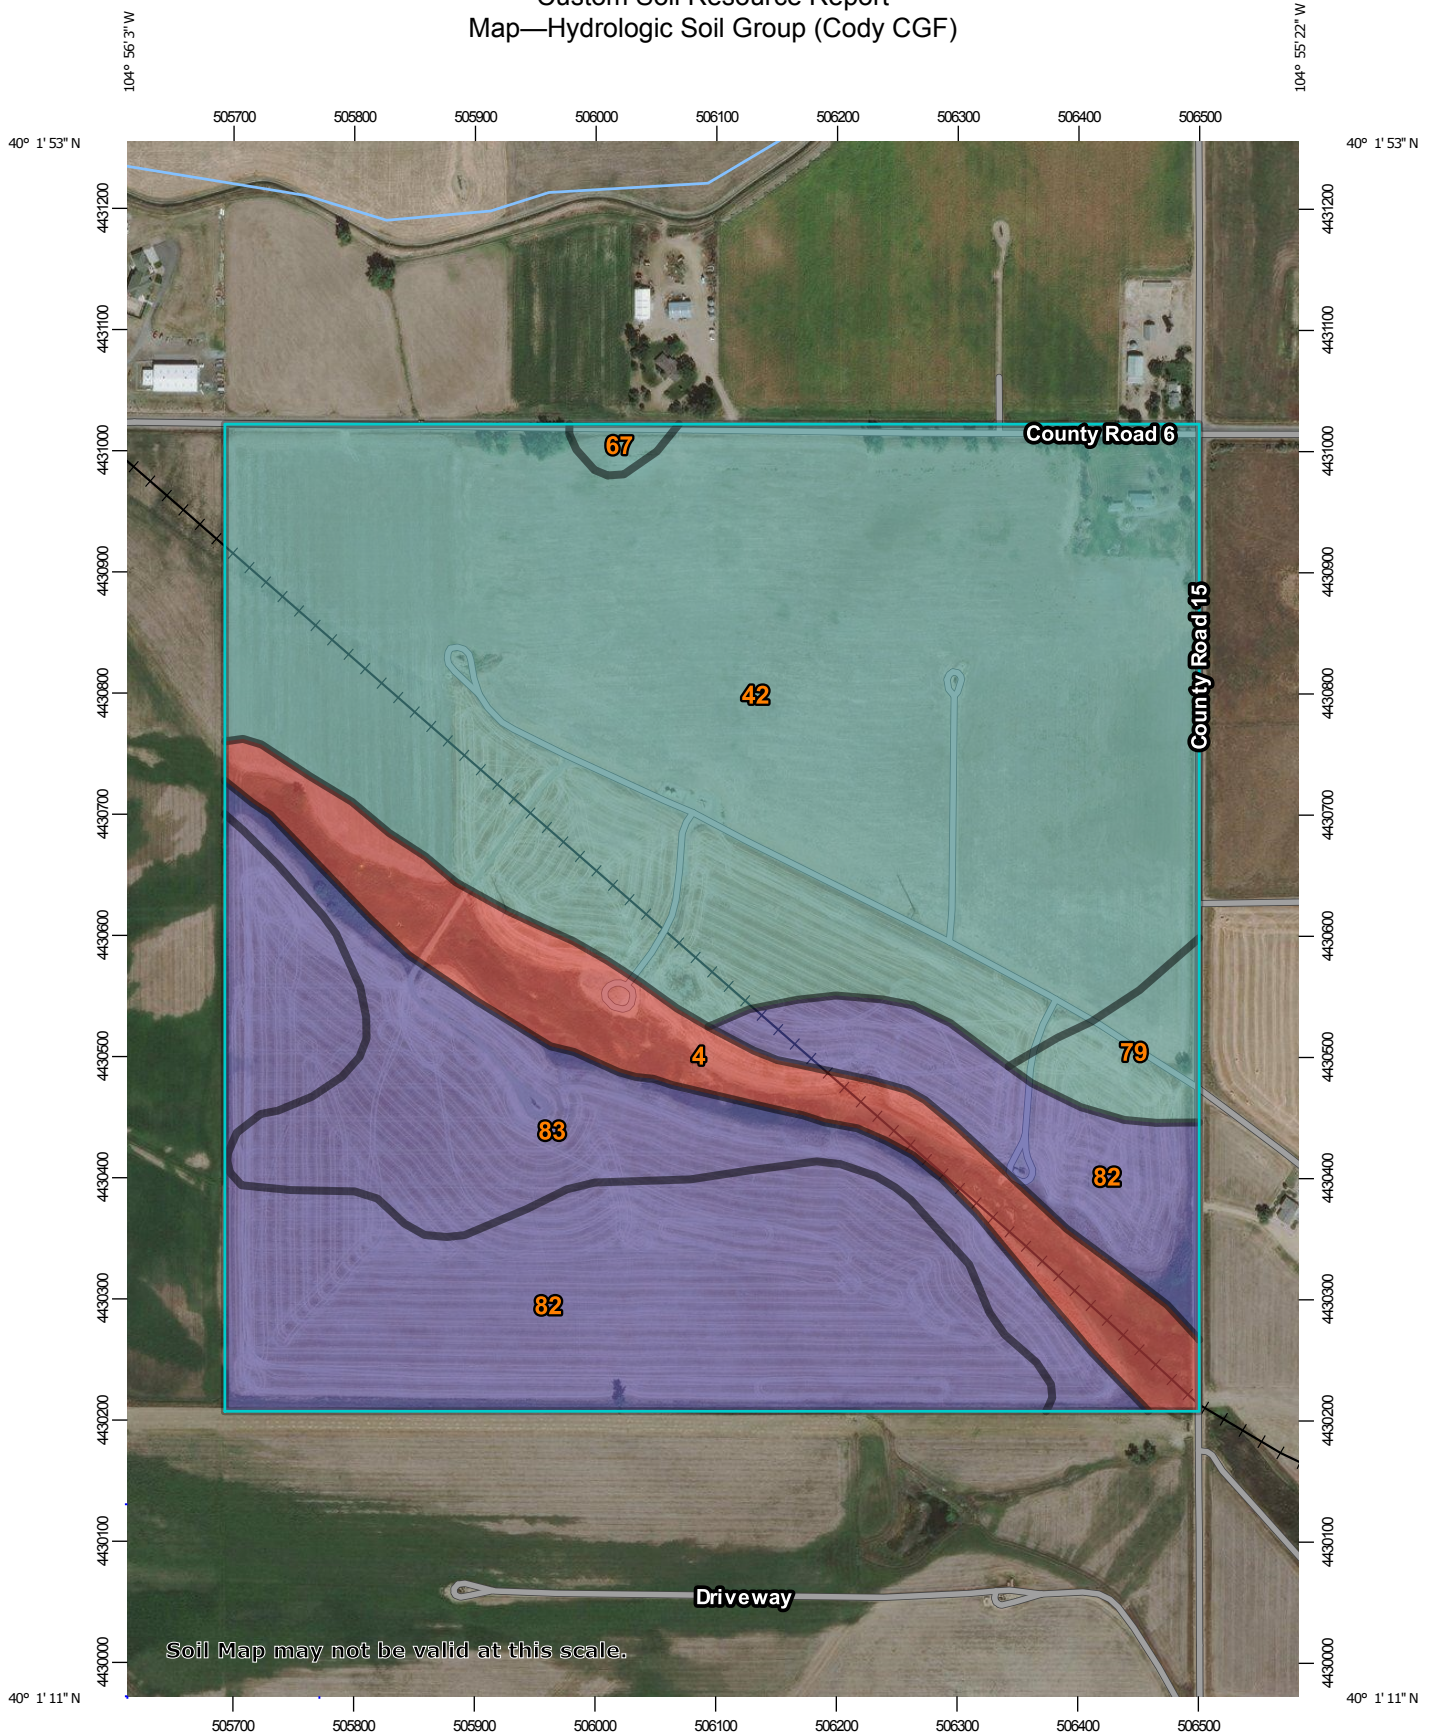 Custom Soil Resource Report
Map—Hydrologic Soil Group (Cody CGF)
104° 56' 3" W
104° 55' 22" W
505700 505800 505900 506000 506100 506200 506300 506400 506500
40° 1' 53" N
40° 1' 53" N
4431200
4431200
4431100
4431100
4431000
4431000
67
County Road 6
4430900
4430900
County Road 15
4430800
4430800
42
4430700
4430700
4430600
4430600
4430500
4430500
4
79
83
4430400
4430400
82
4430300
4430300
82
4430200
4430200
4430100
4430100
Driveway
Soil Map may not be valid at this scale.
4430000
4430000
40° 1' 11" N
40° 1' 11" N
505700 505800 505900 506000 506100 506200 506300 506400 506500